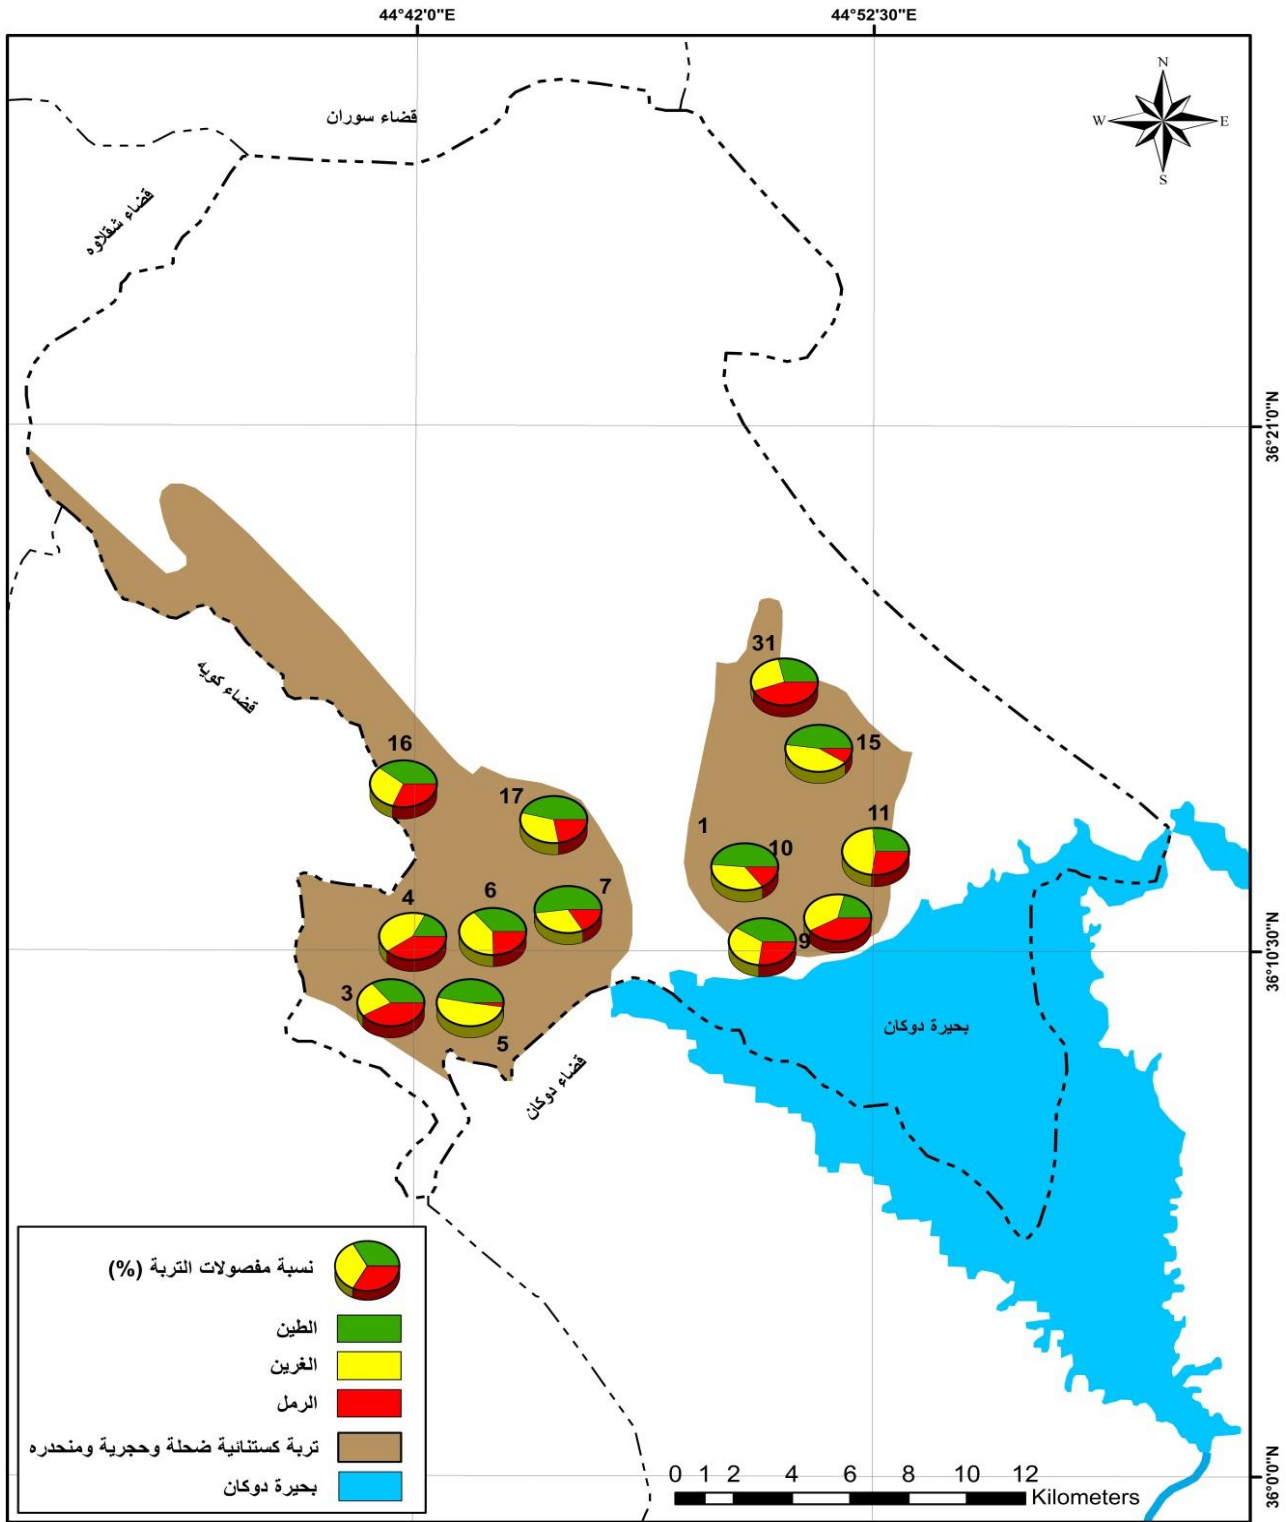 44°42'0"E
44°52'30"E
N
W
E
S
قضاء سوران
قضاء شقلاوه
36°21'0"N
قضاء كويه
31
16
15
17
1
11
10
7
6
4
9
36°10'30"N
3
5
بحيرة دوكان
قضاء دوكان
نسبة مفصولات التربة (%)
الطين
الغرين
الرمل
تربة كستنائية ضحلة وحجرية ومنحدره
بحيرة دوكان
0 1 2 4 6 8 10 12
Kilometers
36°0'0"N